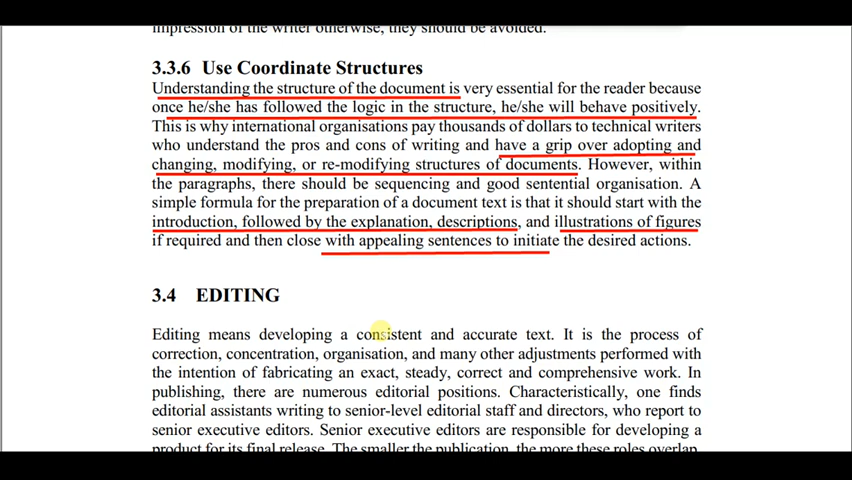 impression of the writer otherwise, they should be avoided.
3.3.6 Use Coordinate Structures
Understanding the structure of the document is very essential for the reader because
once he/she has followed the logic in the structure, he/she will behave positively.
This is why international organisations pay thousands of dollars to technical writers
who understand the pros and cons of writing and have a grip over adopting and
changing, modifying, or re-modifying structures of documents. However, within
the paragraphs, there should be sequencing and good sentential organisation. A
simple formula for the preparation of a document text is that it should start with the
introduction, followed by the explanation, descriptions, and illustrations of figures
if required and then close with appealing sentences to initiate the desired actions.
3.4 EDITING
Editing means developing a consistent and accurate text. It is the process of
correction, concentration, organisation, and many other adjustments performed with
the intention of fabricating an exact, steady, correct and comprehensive work. In
publishing, there are numerous editorial positions. Characteristically, one finds
editorial assistants writing to senior-level editorial staff and directors, who report to
senior executive editors. Senior executive editors are responsible for developing a
product for its final release. The smaller the publication, the more these roles overlap.